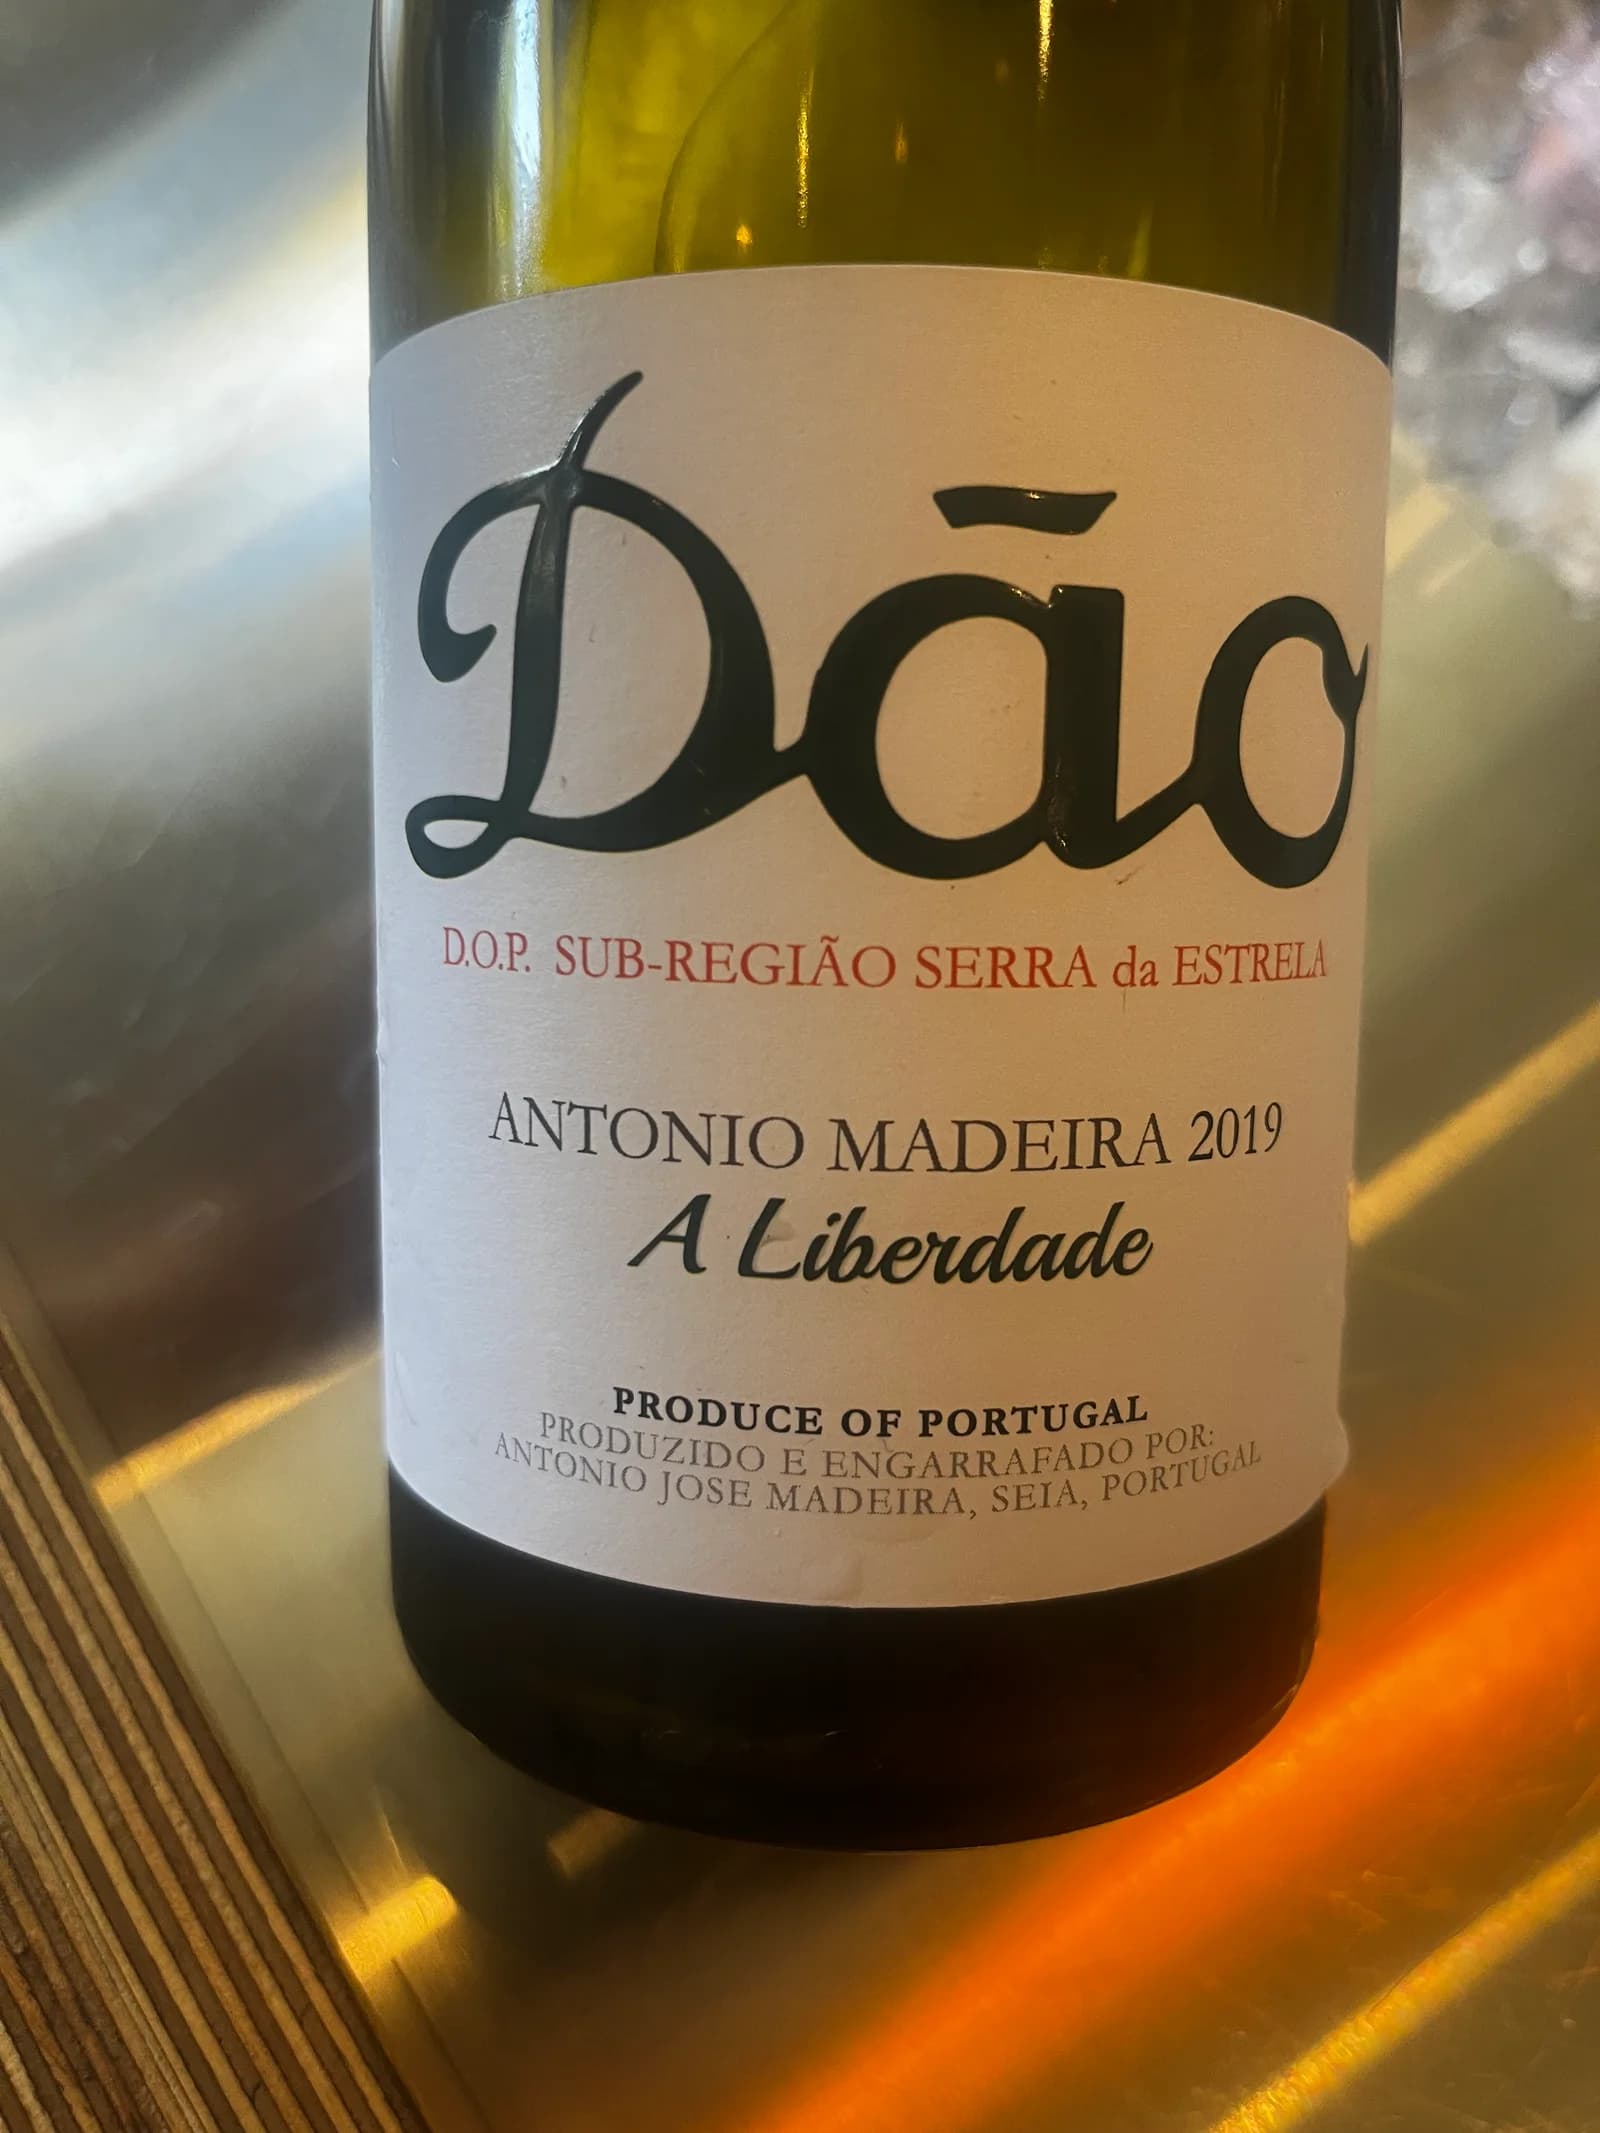 Dão
D.O.P. SUB-REGIÃO SERRA da ESTRELA
ANTONIO MADEIRA 2019
A Liberdade
PRODUCE OF PORTUGAL
PRODUZIDO E ENGARRAFADO POR:
ANTONIO JOSE MADEIRA, SEIA, PORTUGAL